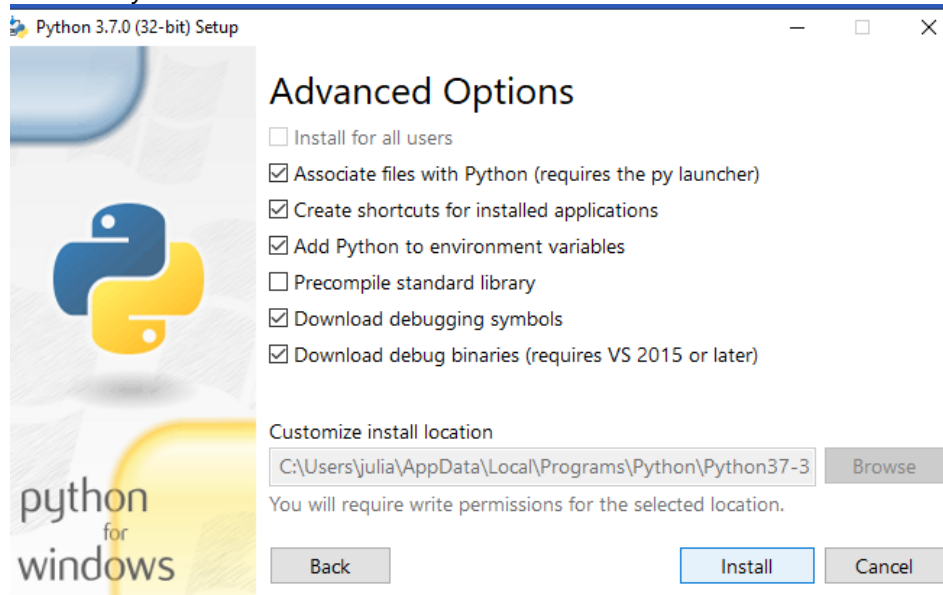 Python 3.7.0 (32-bit) Setup
Advanced Options
Install for all users
Associate files with Python (requires the py launcher)
Create shortcuts for installed applications
Add Python to environment variables
Precompile standard library
Download debugging symbols
Download debug binaries (requires VS 2015 or later)
Customize install location
C:\Users\julia\AppData\Local\Programs\Python\Python37-3
Browse
You will require write permissions for the selected location.
python
for
windows
Back
Install
Cancel